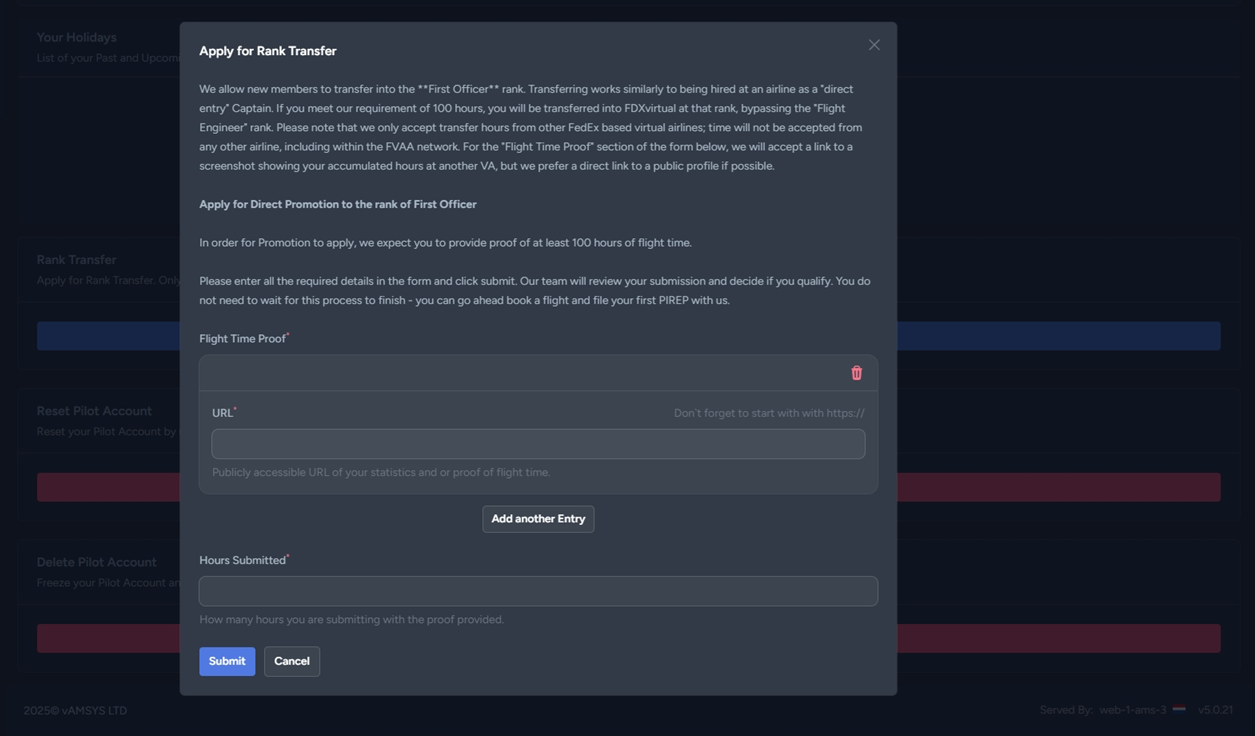 Your Holidays
List of your Past and Upcomi
Apply for Rank Transfer
We allow new members to transfer into the **First Officer** rank. Transferring works similarly to being hired at an airline as a "direct
entry" Captain. If you meet our requirement of 100 hours, you will be transferred into FDXvirtual at that rank, bypassing the "Flight
Engineer" rank. Please note that we only accept transfer hours from other FedEx based virtual airlines; time will not be accepted from
any other airline, including within the FVAA network. For the "Flight Time Proof" section of the form below, we will accept a link to a
screenshot showing your accumulated hours at another VA, but we prefer a direct link to a public profile if possible.
Apply for Direct Promotion to the rank of First Officer
In order for Promotion to apply, we expect you to provide proof of at least 100 hours of flight time.
Rank Transfer
Apply for Rank Transfer. Only
Please enter all the required details in the form and click submit. Our team will review your submission and decide if you qualify. You do
not need to wait for this process to finish - you can go ahead book a flight and file your first PIREP with us.
Flight Time Proof*
Reset Pilot Account
Reset your Pilot Account by
URL*
Don't forget to start with with https://
Publicly accessible URL of your statistics and or proof of flight time.
Add another Entry
Delete Pilot Account
Freeze your Pilot Account an
Hours Submitted*
How many hours you are submitting with the proof provided.
Submit
Cancel
2025© vAMSYS LTD
Served By: web-1-ams-3 v5.0.21